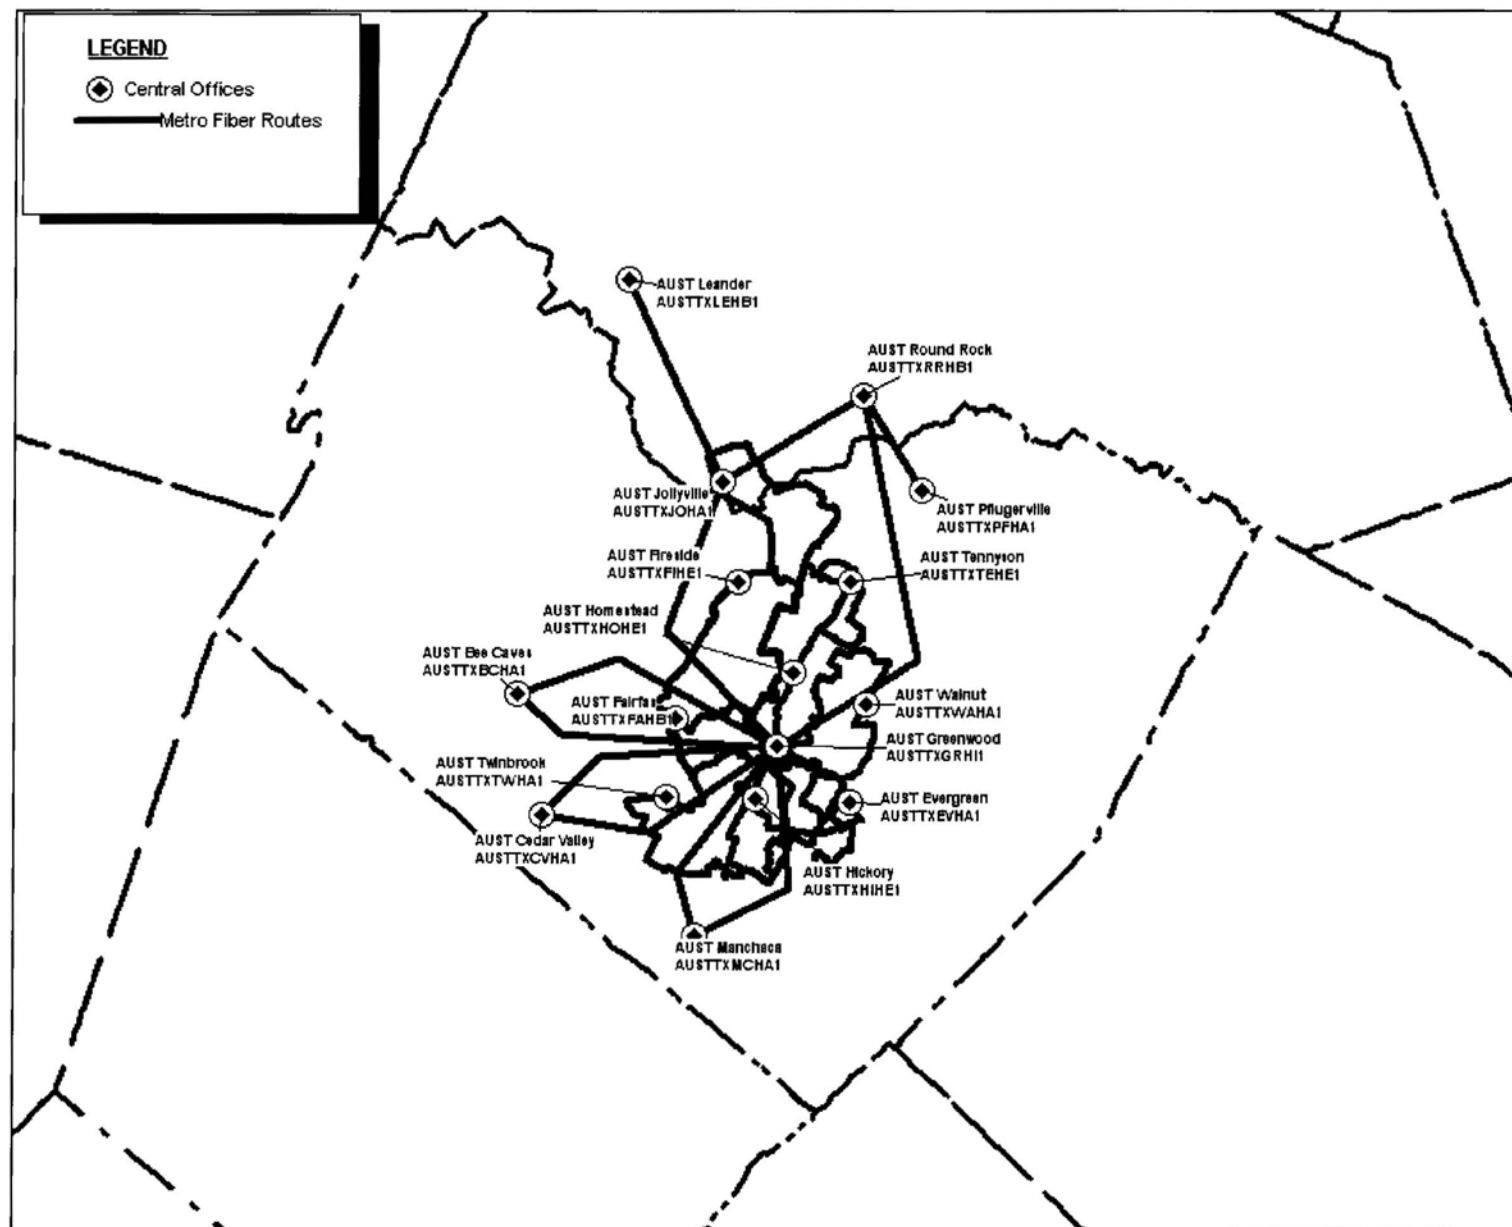 LEGEND
Central Offices
Metro Fiber Routes
AUST Leander
AUSTTXLEHB1
AUST Round Rock
AUSTTXRRHB1
AUST Jollyville
AUSTTXJOHA1
AUST Pflugerville
AUSTTXPFHA1
AUST Fireside
AUSTTXFIHE1
AUST Tennyson
AUSTTXTEHE1
AUST Homestead
AUSTTXHOHE1
AUST Bee Caves
AUSTTXBCHA1
AUST Fairfax
AUSTTXFAHB1
AUST Walnut
AUSTTXWAHA1
AUST Greenwood
AUSTTXGRHI1
AUST Twinbrook
AUSTTXTWHA1
AUST Evergreen
AUSTTXEVHA1
AUST Cedar Valley
AUSTTXCVHA1
AUST Hickory
AUSTTXHIHE1
AUST Manchaca
AUSTTXMCHA1